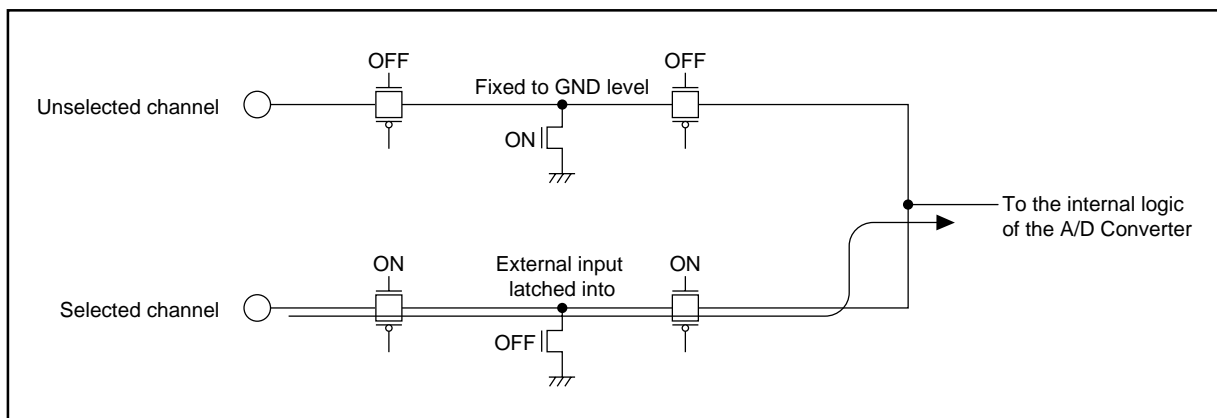 OFF
OFF
Fixed to GND level
Unselected channel
ON
To the internal logic
of the A/D Converter
ON
External input
latched into
ON
Selected channel
OFF